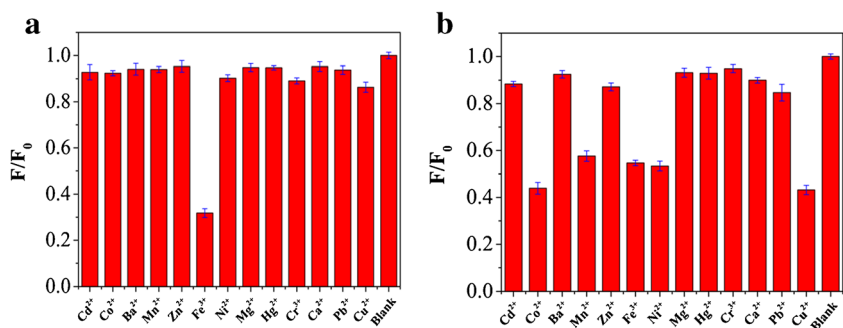 a
1.0
0.8
0.6
0.4
0.2
0.0
F/F₀
Cd²⁺ Co²⁺ Ba²⁺ Mn²⁺ Zn²⁺ Fe³⁺ Ni²⁺ Mg²⁺ Hg²⁺ Cr³⁺ Ca²⁺ Pb²⁺ Cu²⁺ Blank
b
1.0
0.8
0.6
0.4
0.2
0.0
F/F₀
Cd²⁺ Co²⁺ Ba²⁺ Mn²⁺ Zn²⁺ Fe³⁺ Ni²⁺ Mg²⁺ Hg²⁺ Cr³⁺ Ca²⁺ Pb²⁺ Cu²⁺ Blank